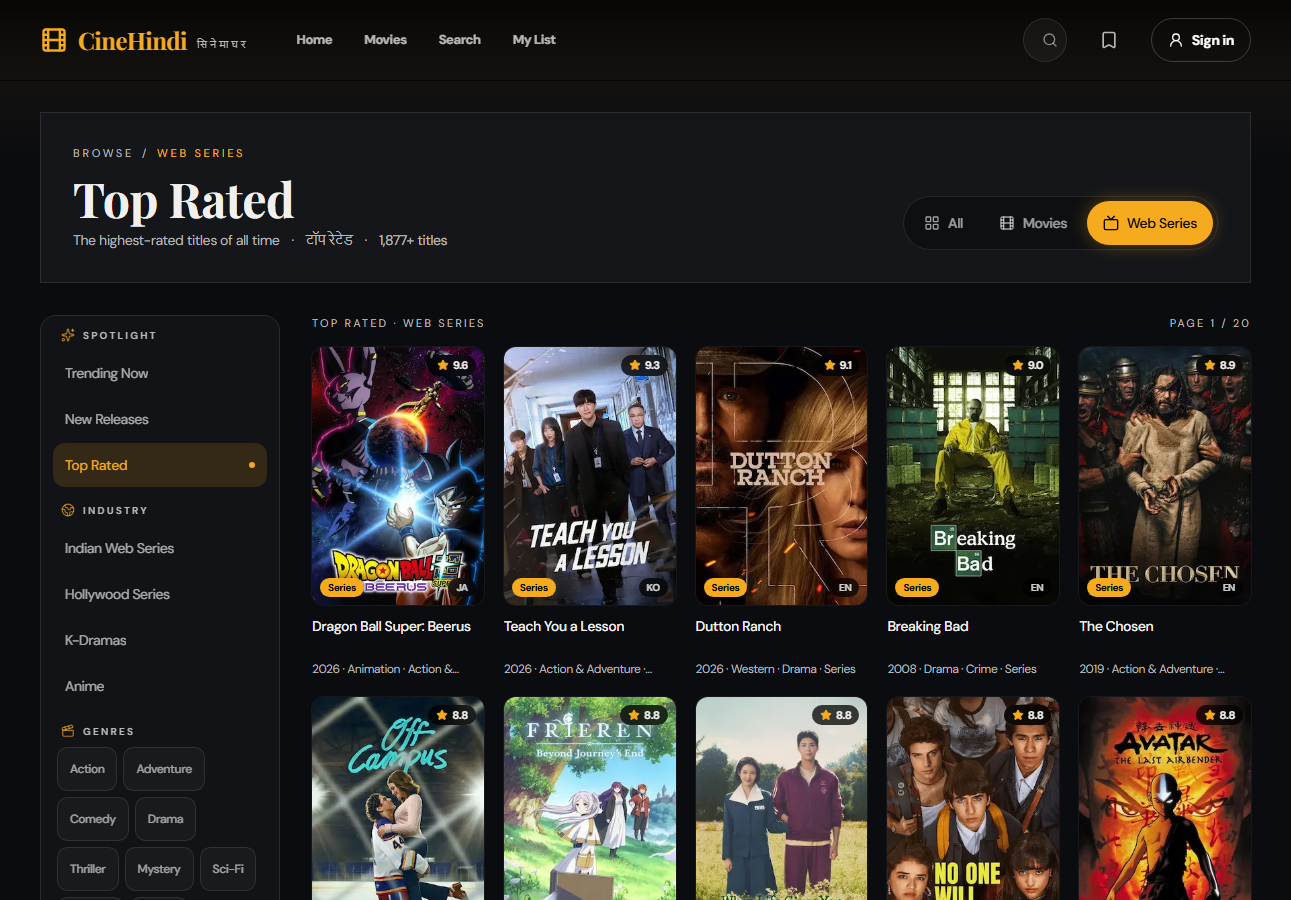 CineHindi सिनेमाघर Home Movies Search My List Sign in
BROWSE / WEB SERIES
Top Rated
The highest-rated titles of all time · टॉप रेटेड · 1,877+ titles
All Movies Web Series
SPOTLIGHT
Trending Now
New Releases
Top Rated
INDUSTRY
Indian Web Series
Hollywood Series
K-Dramas
Anime
GENRES
Action Adventure
Comedy Drama
Thriller Mystery Sci-Fi
TOP RATED · WEB SERIES PAGE 1 / 20
9.6
DRAGON BALL SUPER
BEERUS
Series JA
Dragon Ball Super: Beerus
2026 · Animation · Action &...
9.3
TEACH YOU
A LESSON
Series KO
Teach You a Lesson
2026 · Action & Adventure ·...
9.1
DUTTON
RANCH
Series EN
Dutton Ranch
2026 · Western · Drama · Series
9.0
Breaking
Bad
Series EN
Breaking Bad
2008 · Drama · Crime · Series
8.9
THE CHOSEN
Series EN
The Chosen
2019 · Action & Adventure ·...
8.8
Off
Campus
8.8
FRIEREN
Beyond Journey's End
8.8
8.8
NO ONE
WILL
8.8
AVATAR
THE LAST AIRBENDER